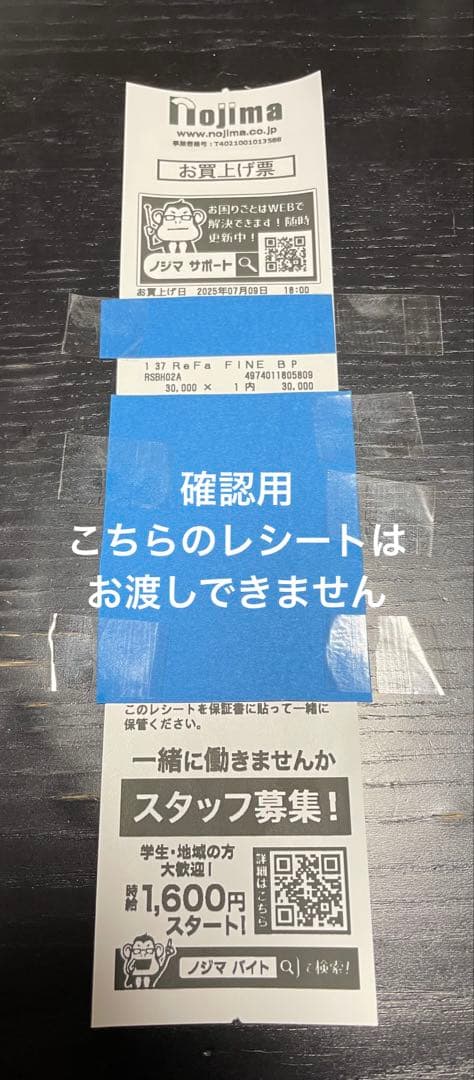 nojima
www.nojima.co.jp
事業者番号：T4021001013586
お買上げ票
お困りごとはWEBで
解決できます！随時
更新中！
ノジマ サポート
お買上げ日 2025年07月09日 18:00
137 ReFa FINE BP
RSBH02A 4974011805809
30,000 × 1 円 30,000
確認用
こちらのレシートは
お渡しできません
このレシートを保証書に貼って一緒に
保管ください。
一緒に働きませんか
スタッフ募集！
学生・地域の方
大歓迎！
時給1,600円
スタート！
詳細はこちら
ノジマ バイト で検索！